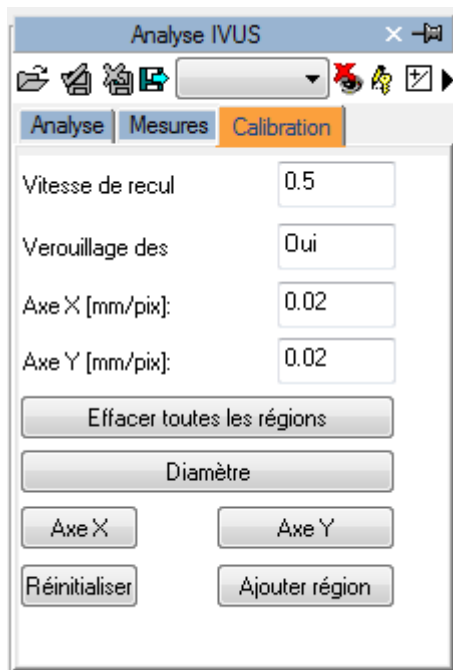 Analyse IVUS
Analyse Mesures Calibration
Vitesse de recul 0.5
Verouillage des Oui
Axe X [mm/pix]: 0.02
Axe Y [mm/pix]: 0.02
Effacer toutes les régions
Diamètre
Axe X Axe Y
Réinitialiser Ajouter région